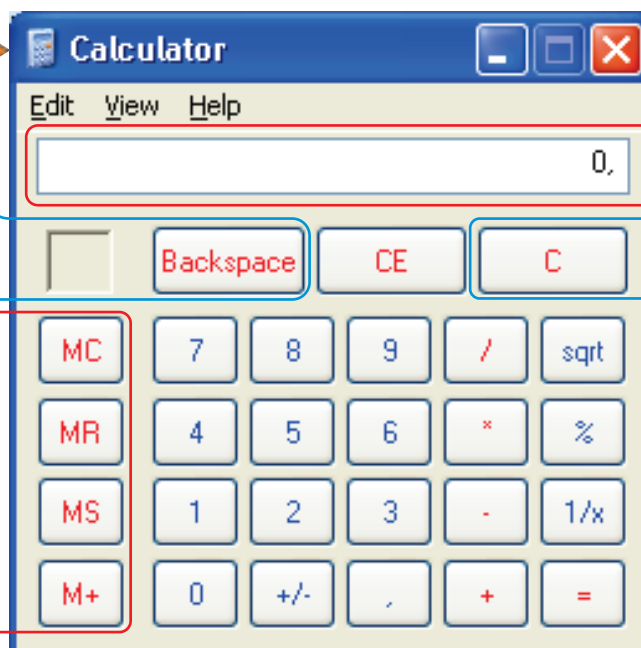 Calculator
Edit View Help
0,
Backspace CE C
MC 7 8 9 / sqrt
MR 4 5 6 * %
MS 1 2 3 - 1/x
M+ 0 +/- , + =